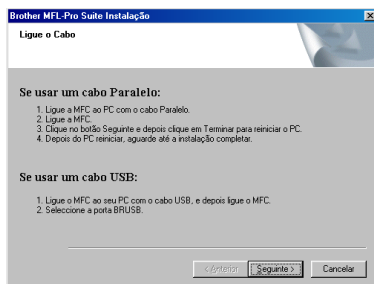 Brother MFL-Pro Suite Instalação
Ligue o Cabo
Se usar um cabo Paralelo:
1. Ligue a MFC ao PC com o cabo Paralelo.
2. Ligue a MFC.
3. Clique no botão Seguinte e depois clique em Terminar para reiniciar o PC.
4. Depois do PC reiniciar, aguarde até a instalação completar.
Se usar um cabo USB:
1. Ligue o MFC ao seu PC com o cabo USB, e depois ligue o MFC.
2. Seleccione a porta BRUSB.
< Anterior Seguinte > Cancelar